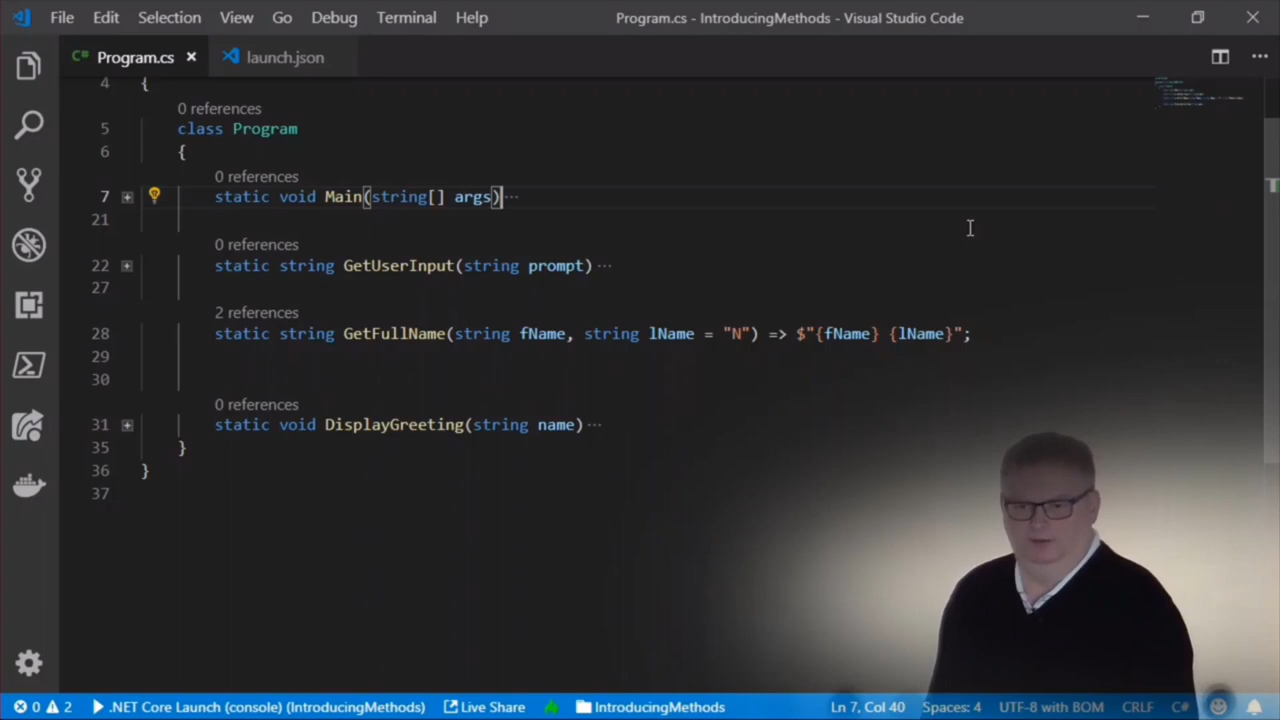 File Edit Selection View Go Debug Terminal Help Program.cs - IntroducingMethods - Visual Studio Code
C# Program.cs × launch.json
4 {
0 references
5 class Program
6 {
0 references
7 static void Main(string[] args)···
21
0 references
22 static string GetUserInput(string prompt)···
27
2 references
28 static string GetFullName(string fName, string lName = "N") => $"{fName} {lName}";
29
30
0 references
31 static void DisplayGreeting(string name)···
35 }
36 }
37
0 2 .NET Core Launch (console) (IntroducingMethods) Live Share IntroducingMethods Ln 7, Col 40 Spaces: 4 UTF-8 with BOM CRLF C#